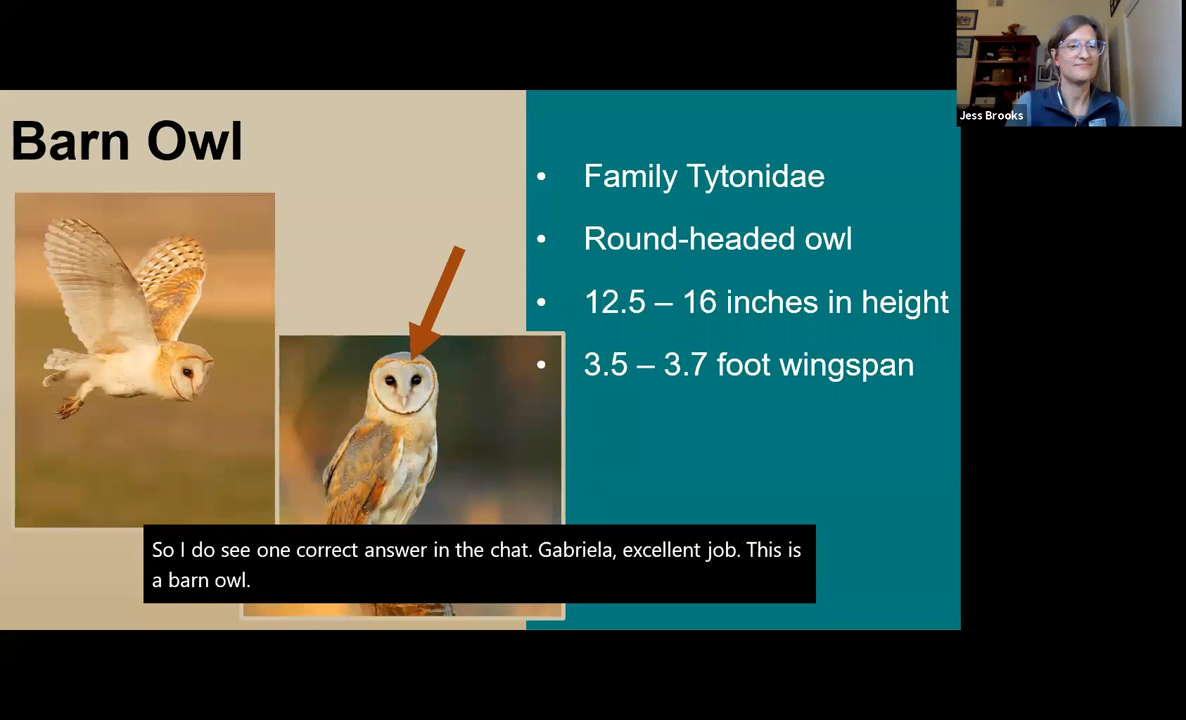 Jess Brooks
Barn Owl
• Family Tytonidae
• Round-headed owl
• 12.5 – 16 inches in height
• 3.5 – 3.7 foot wingspan
So I do see one correct answer in the chat. Gabriela, excellent job. This is
a barn owl.